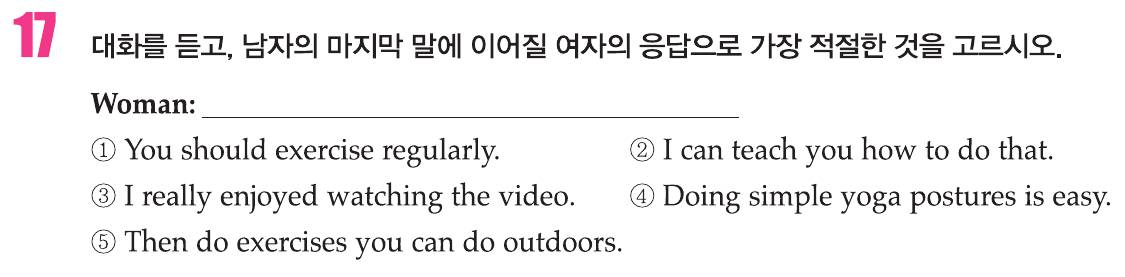 17 대화를 듣고, 남자의 마지막 말에 이어질 여자의 응답으로 가장 적절한 것을 고르시오.
Woman:
① You should exercise regularly. ② I can teach you how to do that.
③ I really enjoyed watching the video. ④ Doing simple yoga postures is easy.
⑤ Then do exercises you can do outdoors.